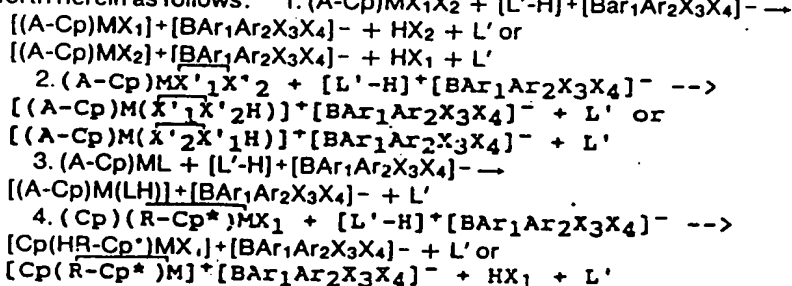 forth herein as follows: 1. (A-Cp)MX1X2 + [L'-H]+[Bar1Ar2X3X4]- →
[(A-Cp)MX1]+[BAr1Ar2X3X4]- + HX2 + L' or
[(A-Cp)MX2]+[BAr1Ar2X3X4]- + HX1 + L'
2. (A-Cp)MX'1X'2 + [L'-H]+[BAr1Ar2X3X4]- -->
[(A-Cp)M(X'1X'2H)]+[BAr1Ar2X3X4]- + L' or
[(A-Cp)M(X'2X'1H)]+[BAr1Ar2X3X4]- + L'
3. (A-Cp)ML + [L'-H]+[BAr1Ar2X3X4]- →
[(A-Cp)M(LH)]+[BAr1Ar2X3X4]- + L'
4. (Cp)(R-Cp*)MX1 + [L'-H]+[BAr1Ar2X3X4]- -->
[Cp(HR-Cp*)MX1]+[BAr1Ar2X3X4]- + L' or
[Cp(R-Cp*)M]+[BAr1Ar2X3X4]- + HX1 + L'